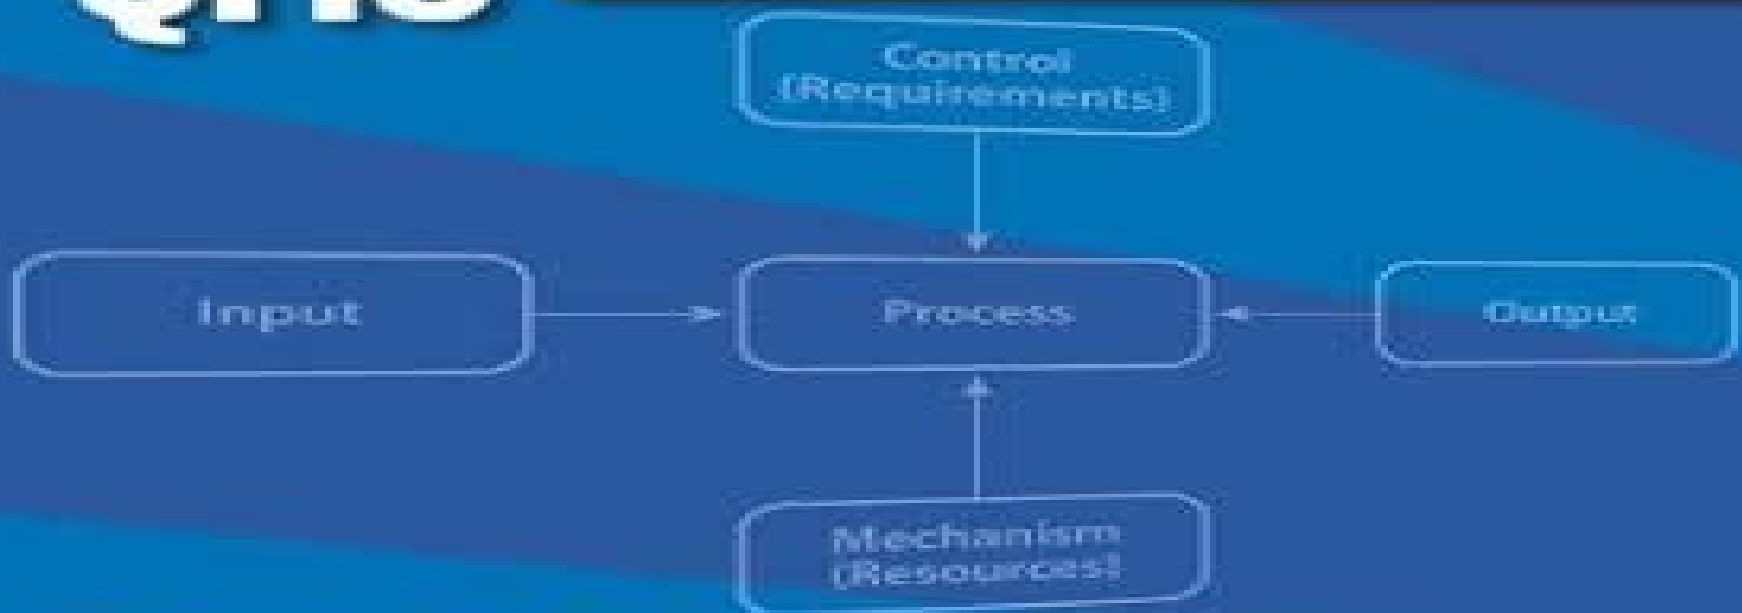 Control
(Requirements)
Input
Process
Output
Mechanism
(Resources)